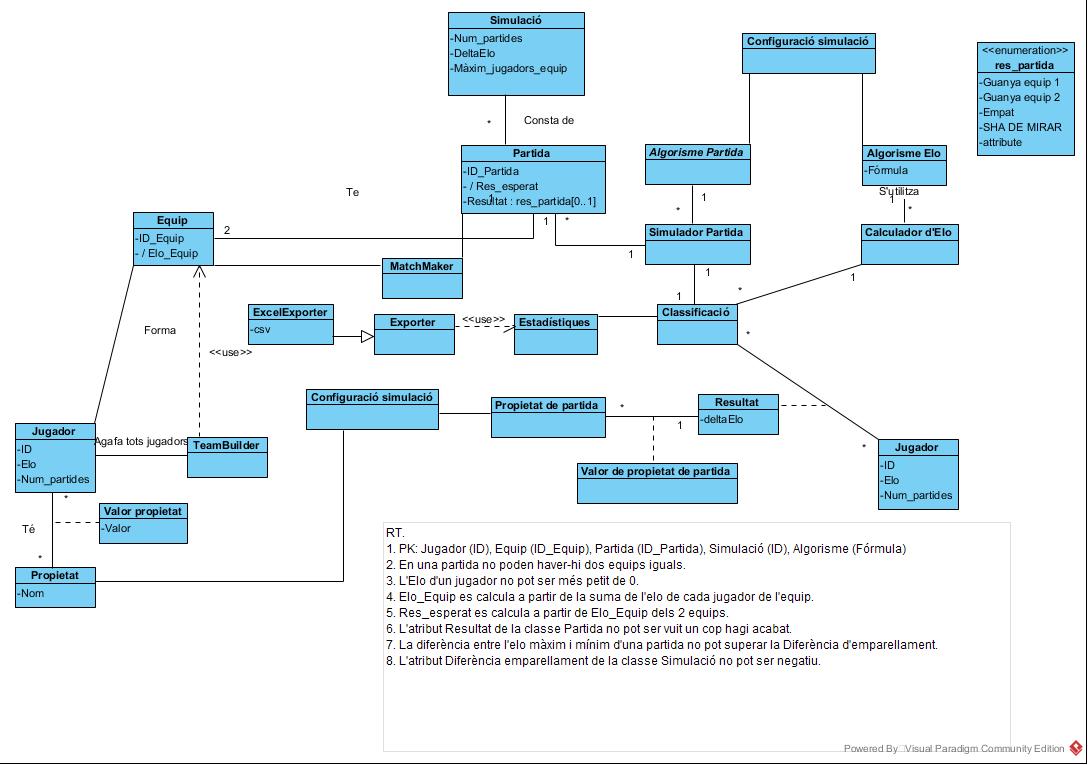 Simulació
-Num_partides
-DeltaElo
-Màxim_jugadors_equip
Configuració simulació
<<enumeration>>
res_partida
-Guanya equip 1
-Guanya equip 2
-Empat
-SHA DE MIRAR
-attribute
*
Consta de
Partida
-ID_Partida
- / Res_esperat
-Resultat : res_partida[0..1]
1
Algorisme Partida
Algorisme Elo
-Fórmula
S'utilitza
Te
1
*
1
*
Equip
-ID_Equip
- / Elo_Equip
2
1
*
1
Simulador Partida
Calculador d'Elo
MatchMaker
1
1
*
1
ExcelExporter
-csv
Exporter
<<use>>
Estadístiques
Classificació
*
Forma
<<use>>
Configuració simulació
Propietat de partida
*
1
Resultat
-deltaElo
Jugador
-ID
-Elo
-Num_partides
Agafa tots jugadors
TeamBuilder
*
Jugador
-ID
-Elo
-Num_partides
Valor de propietat de partida
*
Té
*
Valor propietat
-Valor
Propietat
-Nom
RT.
1. PK: Jugador (ID), Equip (ID_Equip), Partida (ID_Partida), Simulació (ID), Algorisme (Fórmula)
2. En una partida no poden haver-hi dos equips iguals.
3. L'Elo d'un jugador no pot ser més petit de 0.
4. Elo_Equip es calcula a partir de la suma de l'elo de cada jugador de l'equip.
5. Res_esperat es calcula a partir de Elo_Equip dels 2 equips.
6. L'atribut Resultat de la classe Partida no pot ser vuit un cop hagi acabat.
7. La diferència entre l'elo màxim i mínim d'una partida no pot superar la Diferència d'emparellament.
8. L'atribut Diferència emparellament de la classe Simulació no pot ser negatiu.
Powered By Visual Paradigm Community Edition